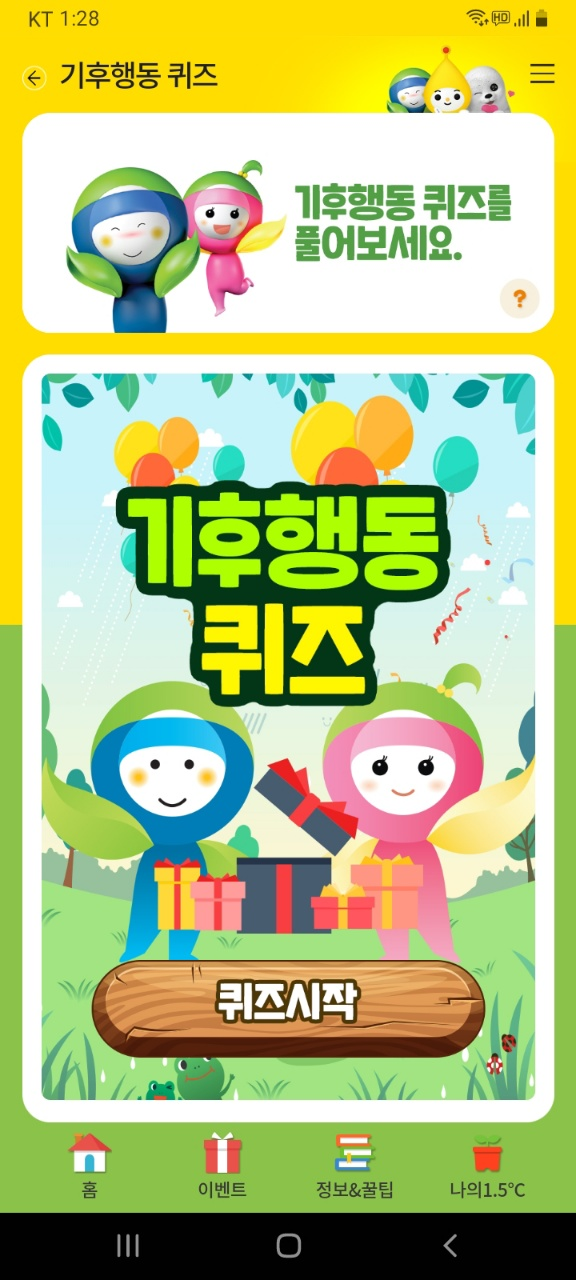 KT 1:28
HD
기후행동 퀴즈
기후행동 퀴즈를
풀어보세요.
?
기후행동
퀴즈
퀴즈시작
홈
이벤트
정보&꿀팁
나의1.5℃